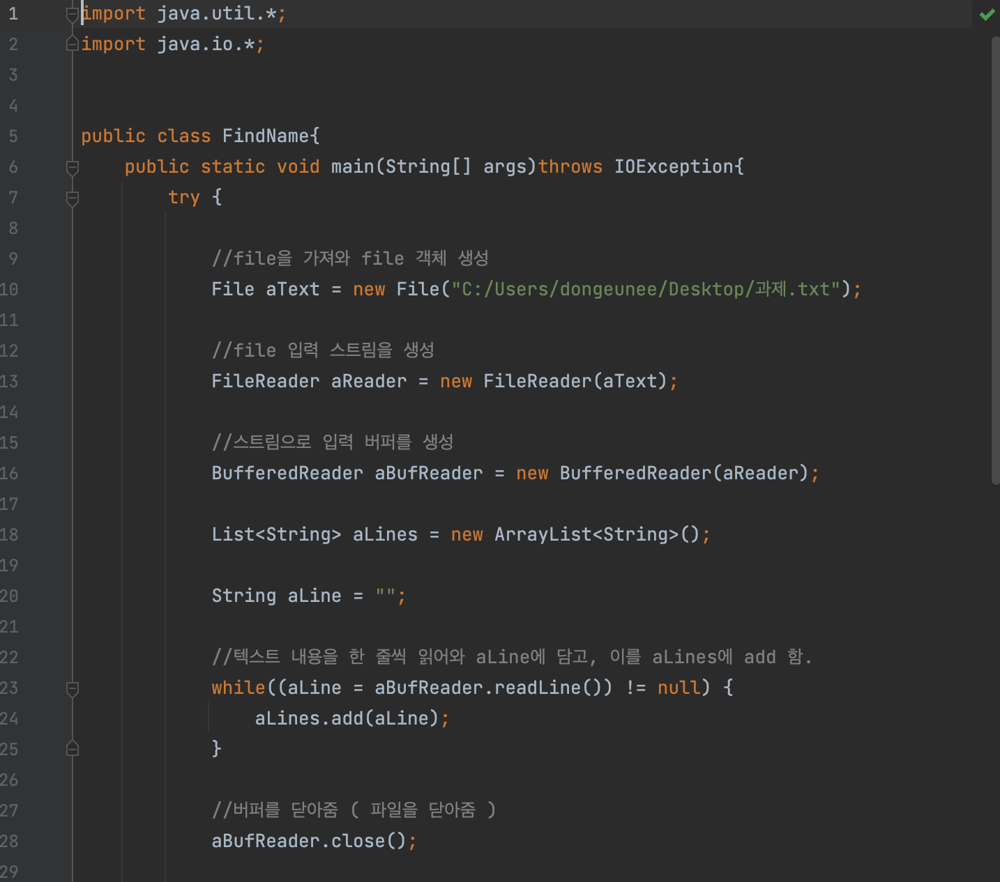 1 import java.util.*;
2 import java.io.*;
3
4
5 public class FindName{
6 public static void main(String[] args)throws IOException{
7 try {
8
9 //file을 가져와 file 객체 생성
10 File aText = new File("C:/Users/dongeunee/Desktop/과제.txt");
11
12 //file 입력 스트림을 생성
13 FileReader aReader = new FileReader(aText);
14
15 //스트림으로 입력 버퍼를 생성
16 BufferedReader aBufReader = new BufferedReader(aReader);
17
18 List<String> aLines = new ArrayList<String>();
19
20 String aLine = "";
21
22 //텍스트 내용을 한 줄씩 읽어와 aLine에 담고, 이를 aLines에 add 함.
23 while((aLine = aBufReader.readLine()) != null) {
24 aLines.add(aLine);
25 }
26
27 //버퍼를 닫아줌 ( 파일을 닫아줌 )
28 aBufReader.close();
29